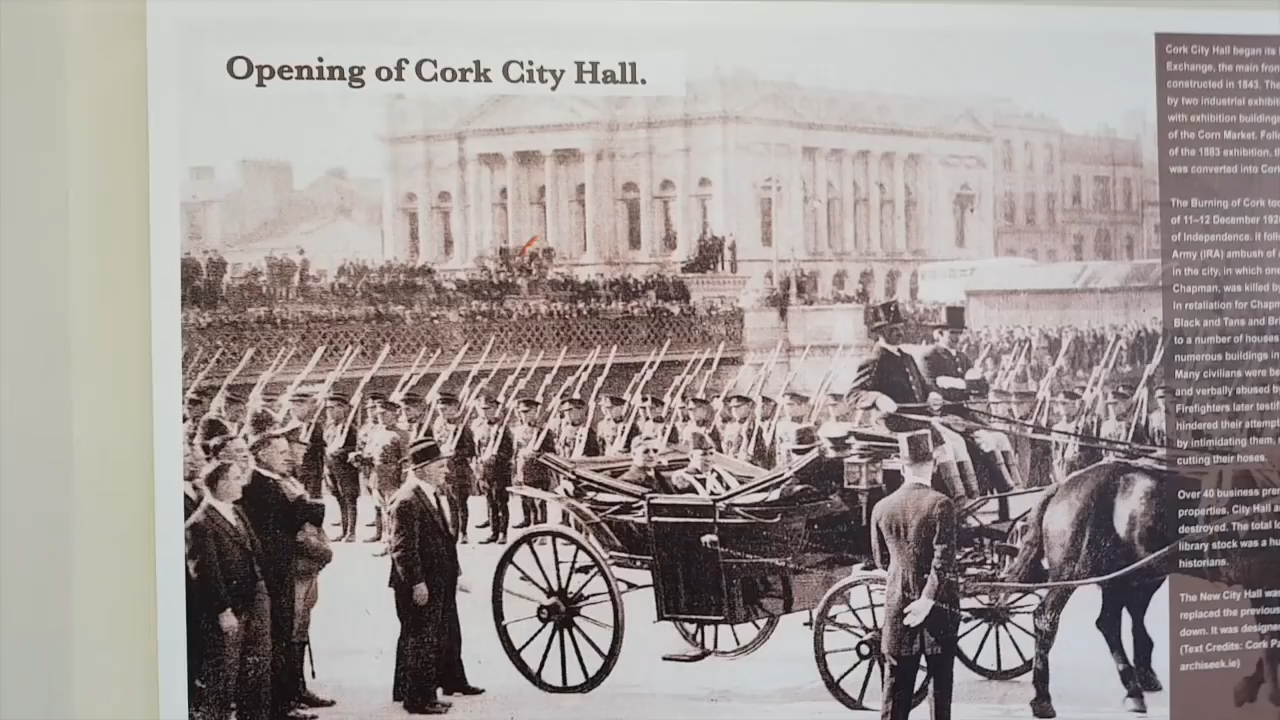 Opening of Cork City Hall.
Cork City Hall began its
Exchange, the main fron
constructed in 1843. The
by two industrial exhibit
with exhibition buildings
of the Corn Market. Foll
of the 1883 exhibition, th
was converted into Cor
The Burning of Cork too
of 11–12 December 192
of Independence. It foll
Army (IRA) ambush of
in the city, in which one
Chapman, was killed by
In retaliation for Chapm
Black and Tans and Bri
to a number of houses
numerous buildings in
Many civilians were be
and verbally abused b
Firefighters later testif
hindered their attempt
by intimidating them,
cutting their hoses.
Over 40 business prem
properties, City Hall a
destroyed. The total lo
library stock was a hu
historians.
The New City Hall wa
replaced the previous
down. It was designe
(Text Credits: Cork Pa
archiseek.ie)